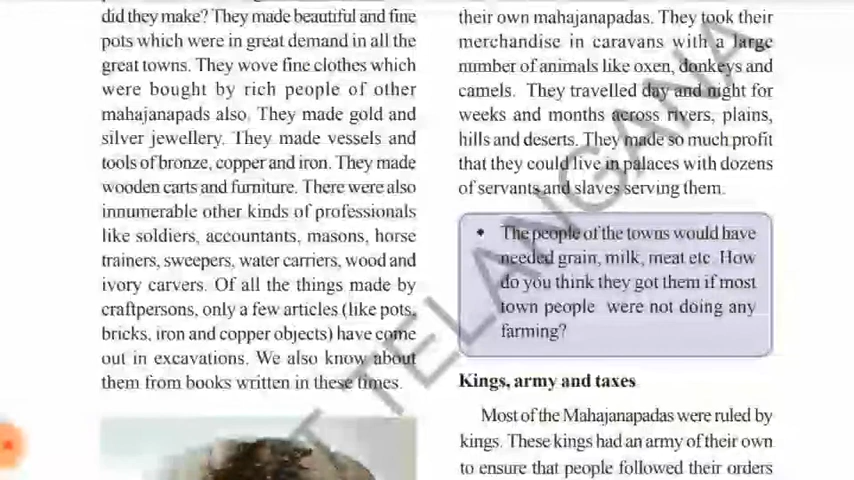 did they make? They made beautiful and fine
pots which were in great demand in all the
great towns. They wove fine clothes which
were bought by rich people of other
mahajanapads also. They made gold and
silver jewellery. They made vessels and
tools of bronze, copper and iron. They made
wooden carts and furniture. There were also
innumerable other kinds of professionals
like soldiers, accountants, masons, horse
trainers, sweepers, water carriers, wood and
ivory carvers. Of all the things made by
craftpersons, only a few articles (like pots,
bricks, iron and copper objects) have come
out in excavations. We also know about
them from books written in these times.
their own mahajanapadas. They took their
merchandise in caravans with a large
number of animals like oxen, donkeys and
camels. They travelled day and night for
weeks and months across rivers, plains,
hills and deserts. They made so much profit
that they could live in palaces with dozens
of servants and slaves serving them.
• The people of the towns would have
needed grain, milk, meat etc. How
do you think they got them if most
town people were not doing any
farming?
Kings, army and taxes
Most of the Mahajanapadas were ruled by
kings. These kings had an army of their own
to ensure that people followed their orders
TELANGANA